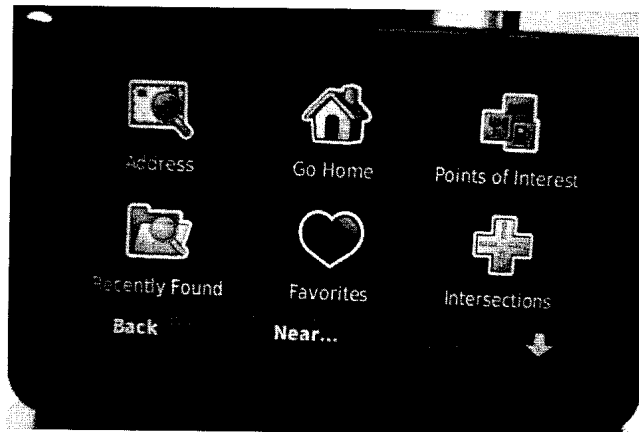 Address
Go Home
Points of Interest
Recently Found
Favorites
Intersections
Back
Near...